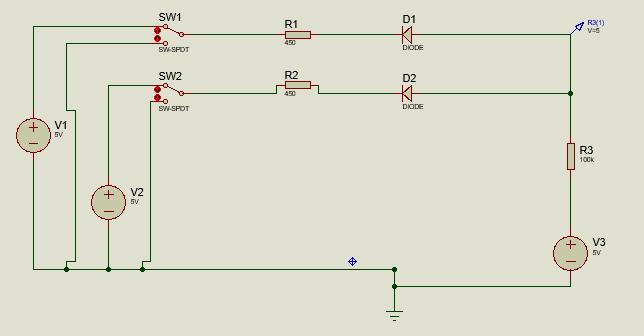 SW1
SW-SPDT
R1
450
D1
DIODE
R3(1)
V=5
SW2
SW-SPDT
R2
450
D2
DIODE
V1
5V
R3
100k
V2
5V
V3
5V